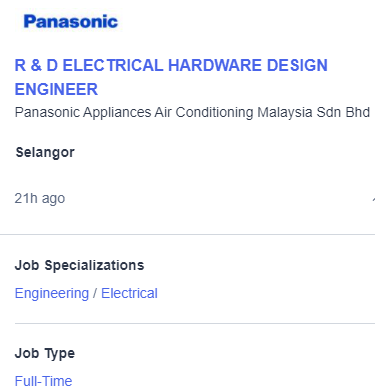 Panasonic
R & D ELECTRICAL HARDWARE DESIGN
ENGINEER
Panasonic Appliances Air Conditioning Malaysia Sdn Bhd
Selangor
21h ago
Job Specializations
Engineering / Electrical
Job Type
Full-Time